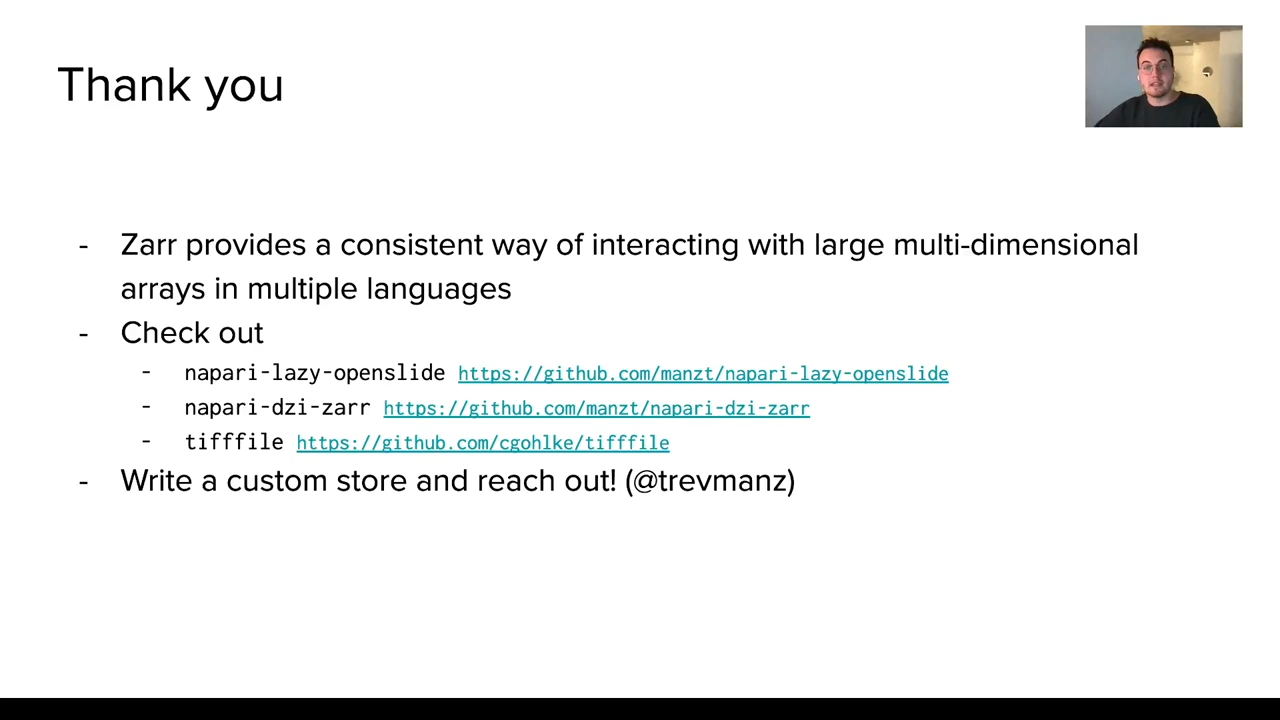 Thank you
- Zarr provides a consistent way of interacting with large multi-dimensional
arrays in multiple languages
- Check out
- napari-lazy-openslide https://github.com/manzt/napari-lazy-openslide
- napari-dzi-zarr https://github.com/manzt/napari-dzi-zarr
- tifffile https://github.com/cgohlke/tifffile
- Write a custom store and reach out! (@trevmanz)